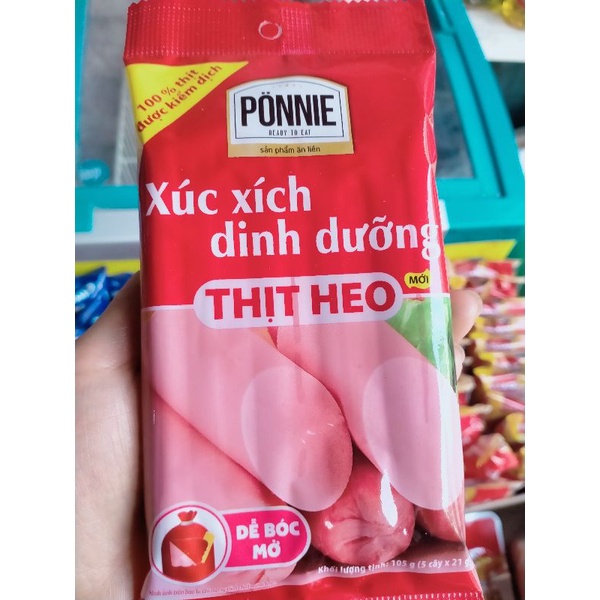 100% thịt
được kiểm dịch
PÖNNIE
READY TO EAT
sản phẩm ăn liền
Xúc xích
dinh dưỡng
THỊT HEO
MỚI
DỄ BÓC
MỞ
Khối lượng tịnh: 105 g (5 cây x 21 g